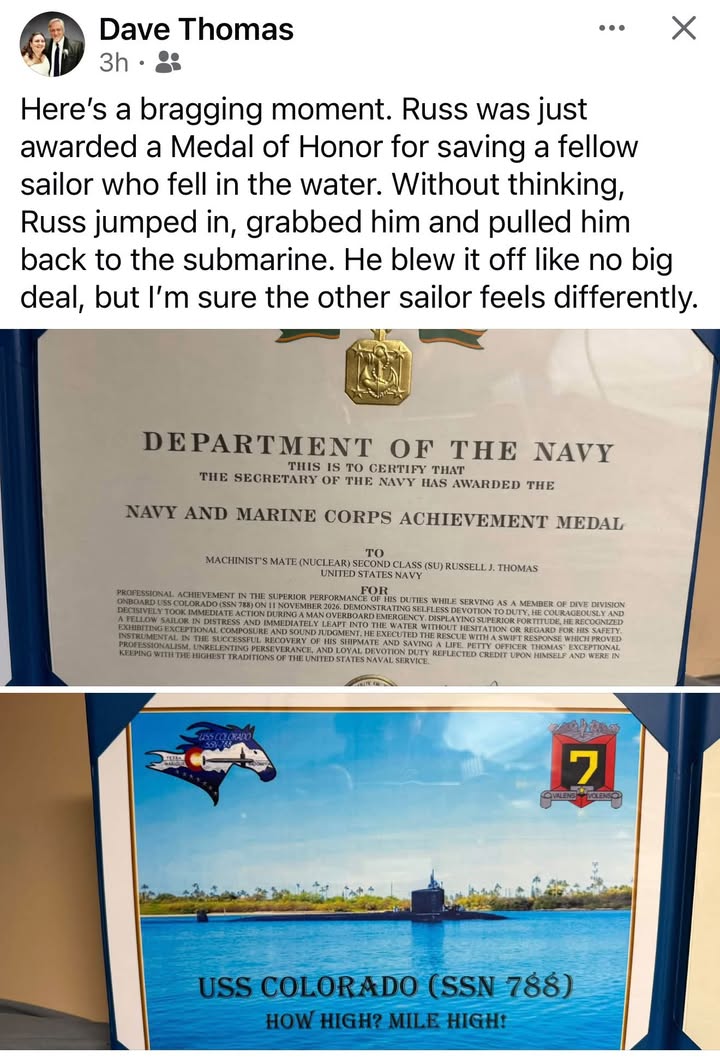 Dave Thomas
3h ·
Here’s a bragging moment. Russ was just
awarded a Medal of Honor for saving a fellow
sailor who fell in the water. Without thinking,
Russ jumped in, grabbed him and pulled him
back to the submarine. He blew it off like no big
deal, but I’m sure the other sailor feels differently.
DEPARTMENT OF THE NAVY
THIS IS TO CERTIFY THAT
THE SECRETARY OF THE NAVY HAS AWARDED THE
NAVY AND MARINE CORPS ACHIEVEMENT MEDAL
TO
MACHINIST'S MATE (NUCLEAR) SECOND CLASS (SU) RUSSELL J. THOMAS
UNITED STATES NAVY
FOR
PROFESSIONAL ACHIEVEMENT IN THE SUPERIOR PERFORMANCE OF HIS DUTIES WHILE SERVING AS A MEMBER OF DIVE DIVISION
ONBOARD USS COLORADO (SSN 788) ON 11 NOVEMBER 2026. DEMONSTRATING SELFLESS DEVOTION TO DUTY, HE COURAGEOUSLY AND
DECISIVELY TOOK IMMEDIATE ACTION DURING A MAN OVERBOARD EMERGENCY. DISPLAYING SUPERIOR FORTITUDE, HE RECOGNIZED
A FELLOW SAILOR IN DISTRESS AND IMMEDIATELY LEAPT INTO THE WATER WITHOUT HESITATION OR REGARD FOR HIS SAFETY.
EXHIBITING EXCEPTIONAL COMPOSURE AND SOUND JUDGMENT, HE EXECUTED THE RESCUE WITH A SWIFT RESPONSE WHICH PROVED
INSTRUMENTAL IN THE SUCCESSFUL RECOVERY OF HIS SHIPMATE AND SAVING A LIFE. PETTY OFFICER THOMAS' EXCEPTIONAL
PROFESSIONALISM, UNRELENTING PERSEVERANCE, AND LOYAL DEVOTION DUTY REFLECTED CREDIT UPON HIMSELF AND WERE IN
KEEPING WITH THE HIGHEST TRADITIONS OF THE UNITED STATES NAVAL SERVICE.
USS COLORADO
SSN-788
7
VALENS VOLENS
USS COLORADO (SSN 788)
HOW HIGH? MILE HIGH!